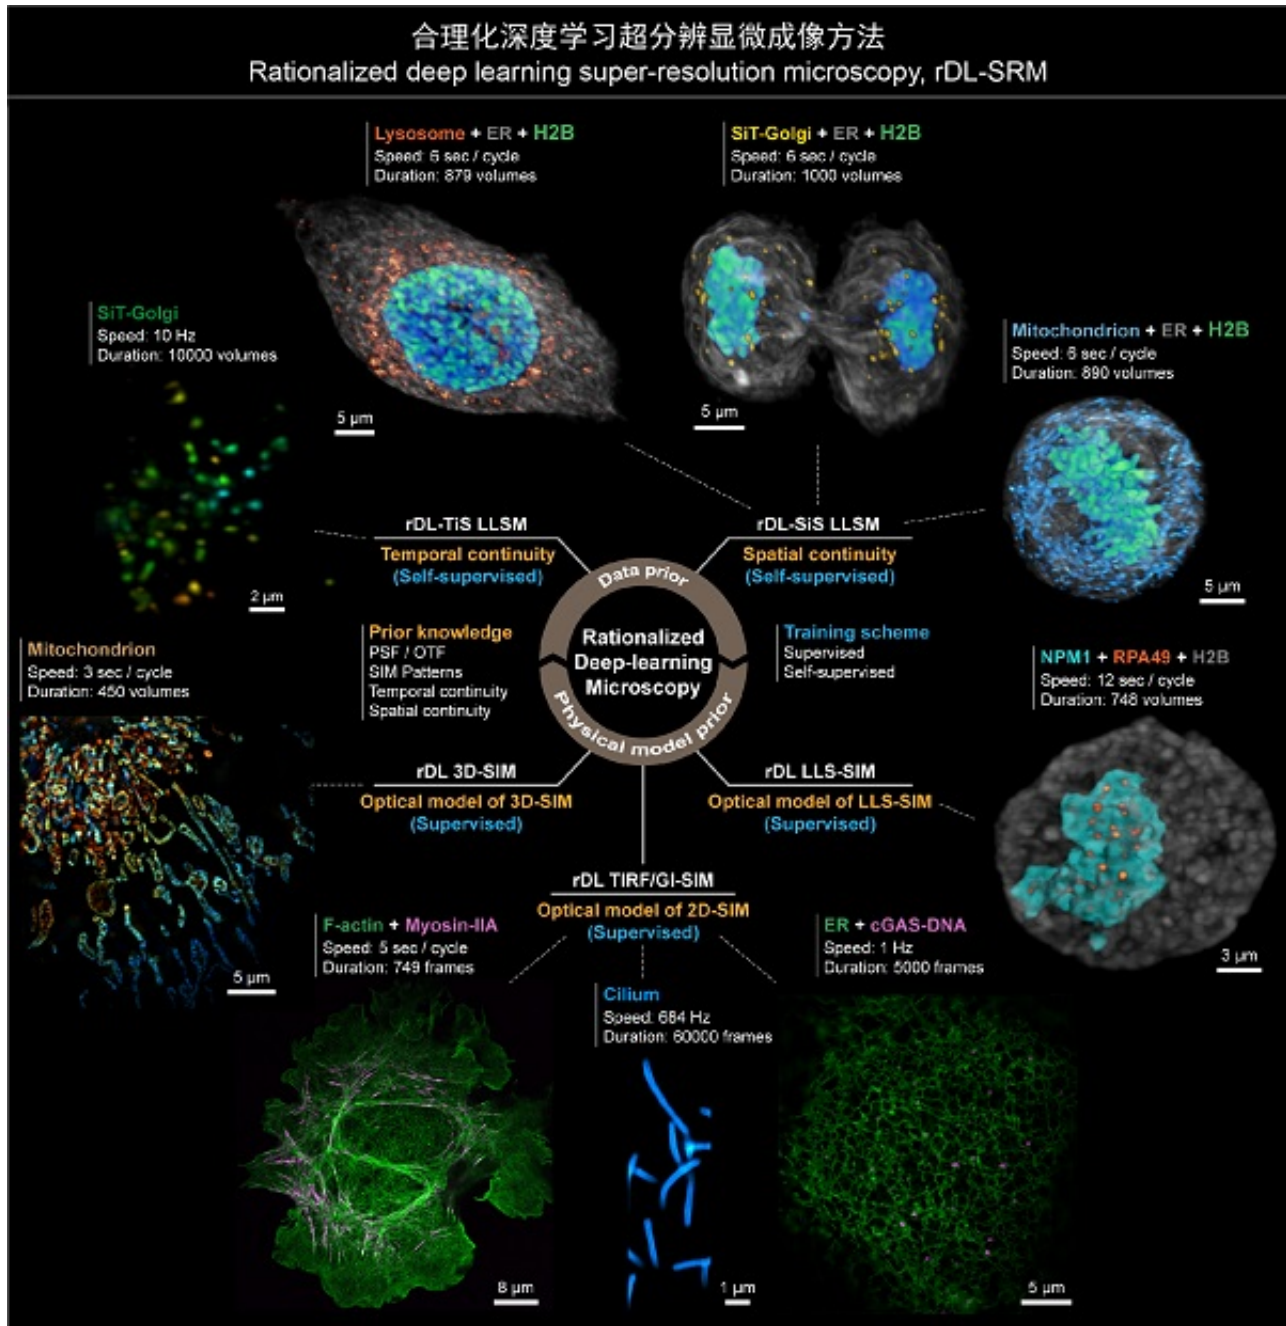 合理化深度学习超分辨显微成像方法
Rationalized deep learning super-resolution microscopy, rDL-SRM
Lysosome + ER + H2B
Speed: 6 sec / cycle
Duration: 879 volumes
SiT-Golgi + ER + H2B
Speed: 6 sec / cycle
Duration: 1000 volumes
SiT-Golgi
Speed: 10 Hz
Duration: 10000 volumes
Mitochondrion + ER + H2B
Speed: 6 sec / cycle
Duration: 890 volumes
5 μm
5 μm
2 μm
5 μm
rDL-TiS LLSM
Temporal continuity
(Self-supervised)
rDL-SiS LLSM
Spatial continuity
(Self-supervised)
Data prior
Rationalized
Deep-learning
Microscopy
Physical model prior
Prior knowledge
PSF / OTF
SIM Patterns
Temporal continuity
Spatial continuity
Training scheme
Supervised
Self-supervised
Mitochondrion
Speed: 3 sec / cycle
Duration: 450 volumes
NPM1 + RPA49 + H2B
Speed: 12 sec / cycle
Duration: 748 volumes
rDL 3D-SIM
Optical model of 3D-SIM
(Supervised)
rDL LLS-SIM
Optical model of LLS-SIM
(Supervised)
rDL TIRF/GI-SIM
Optical model of 2D-SIM
(Supervised)
5 μm
3 μm
F-actin + Myosin-IIA
Speed: 5 sec / cycle
Duration: 749 frames
Cilium
Speed: 684 Hz
Duration: 60000 frames
ER + cGAS-DNA
Speed: 1 Hz
Duration: 5000 frames
8 μm
1 μm
5 μm